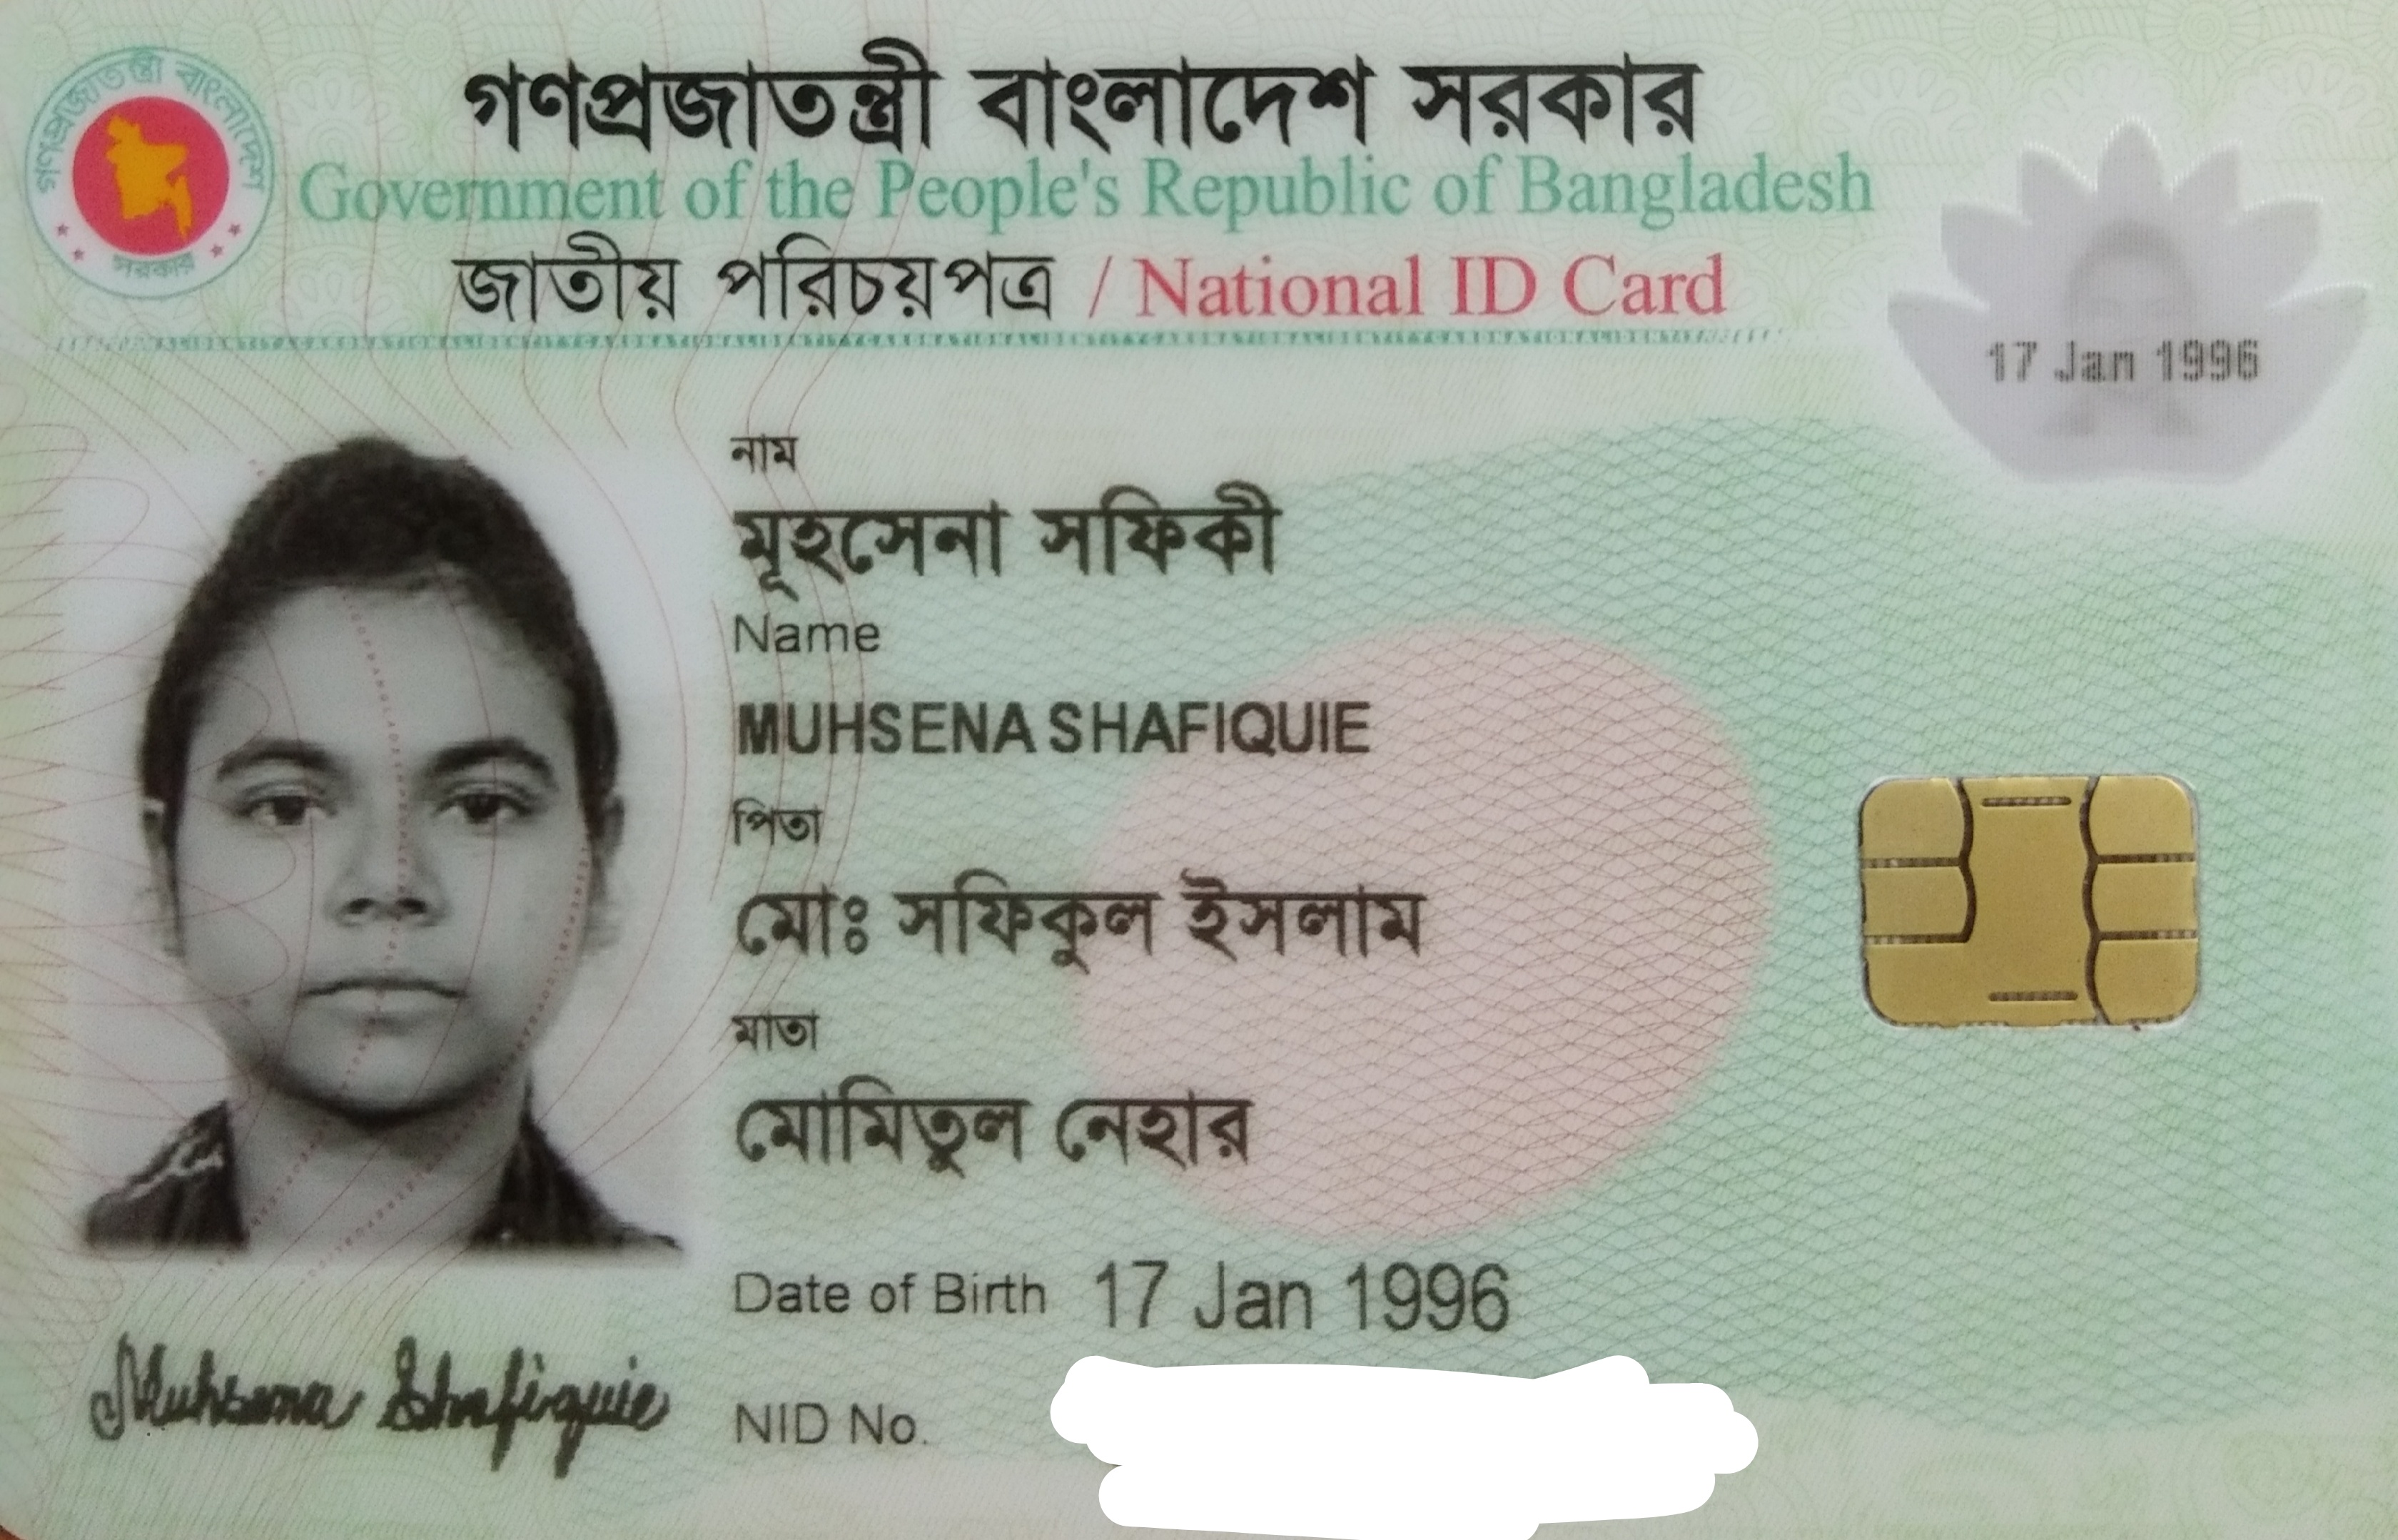 গণপ্রজাতন্ত্রী বাংলাদেশ সরকার
Government of the People's Republic of Bangladesh
জাতীয় পরিচয়পত্র / National ID Card
গণপ্রজাতন্ত্রী বাংলাদেশ
সরকার
17 Jan 1996
নাম
মূহসেনা সফিকী
Name
MUHSENA SHAFIQUIE
পিতা
মোঃ সফিকুল ইসলাম
মাতা
মোমিতুল নেহার
Date of Birth 17 Jan 1996
NID No.
Muhsena Shafiquie